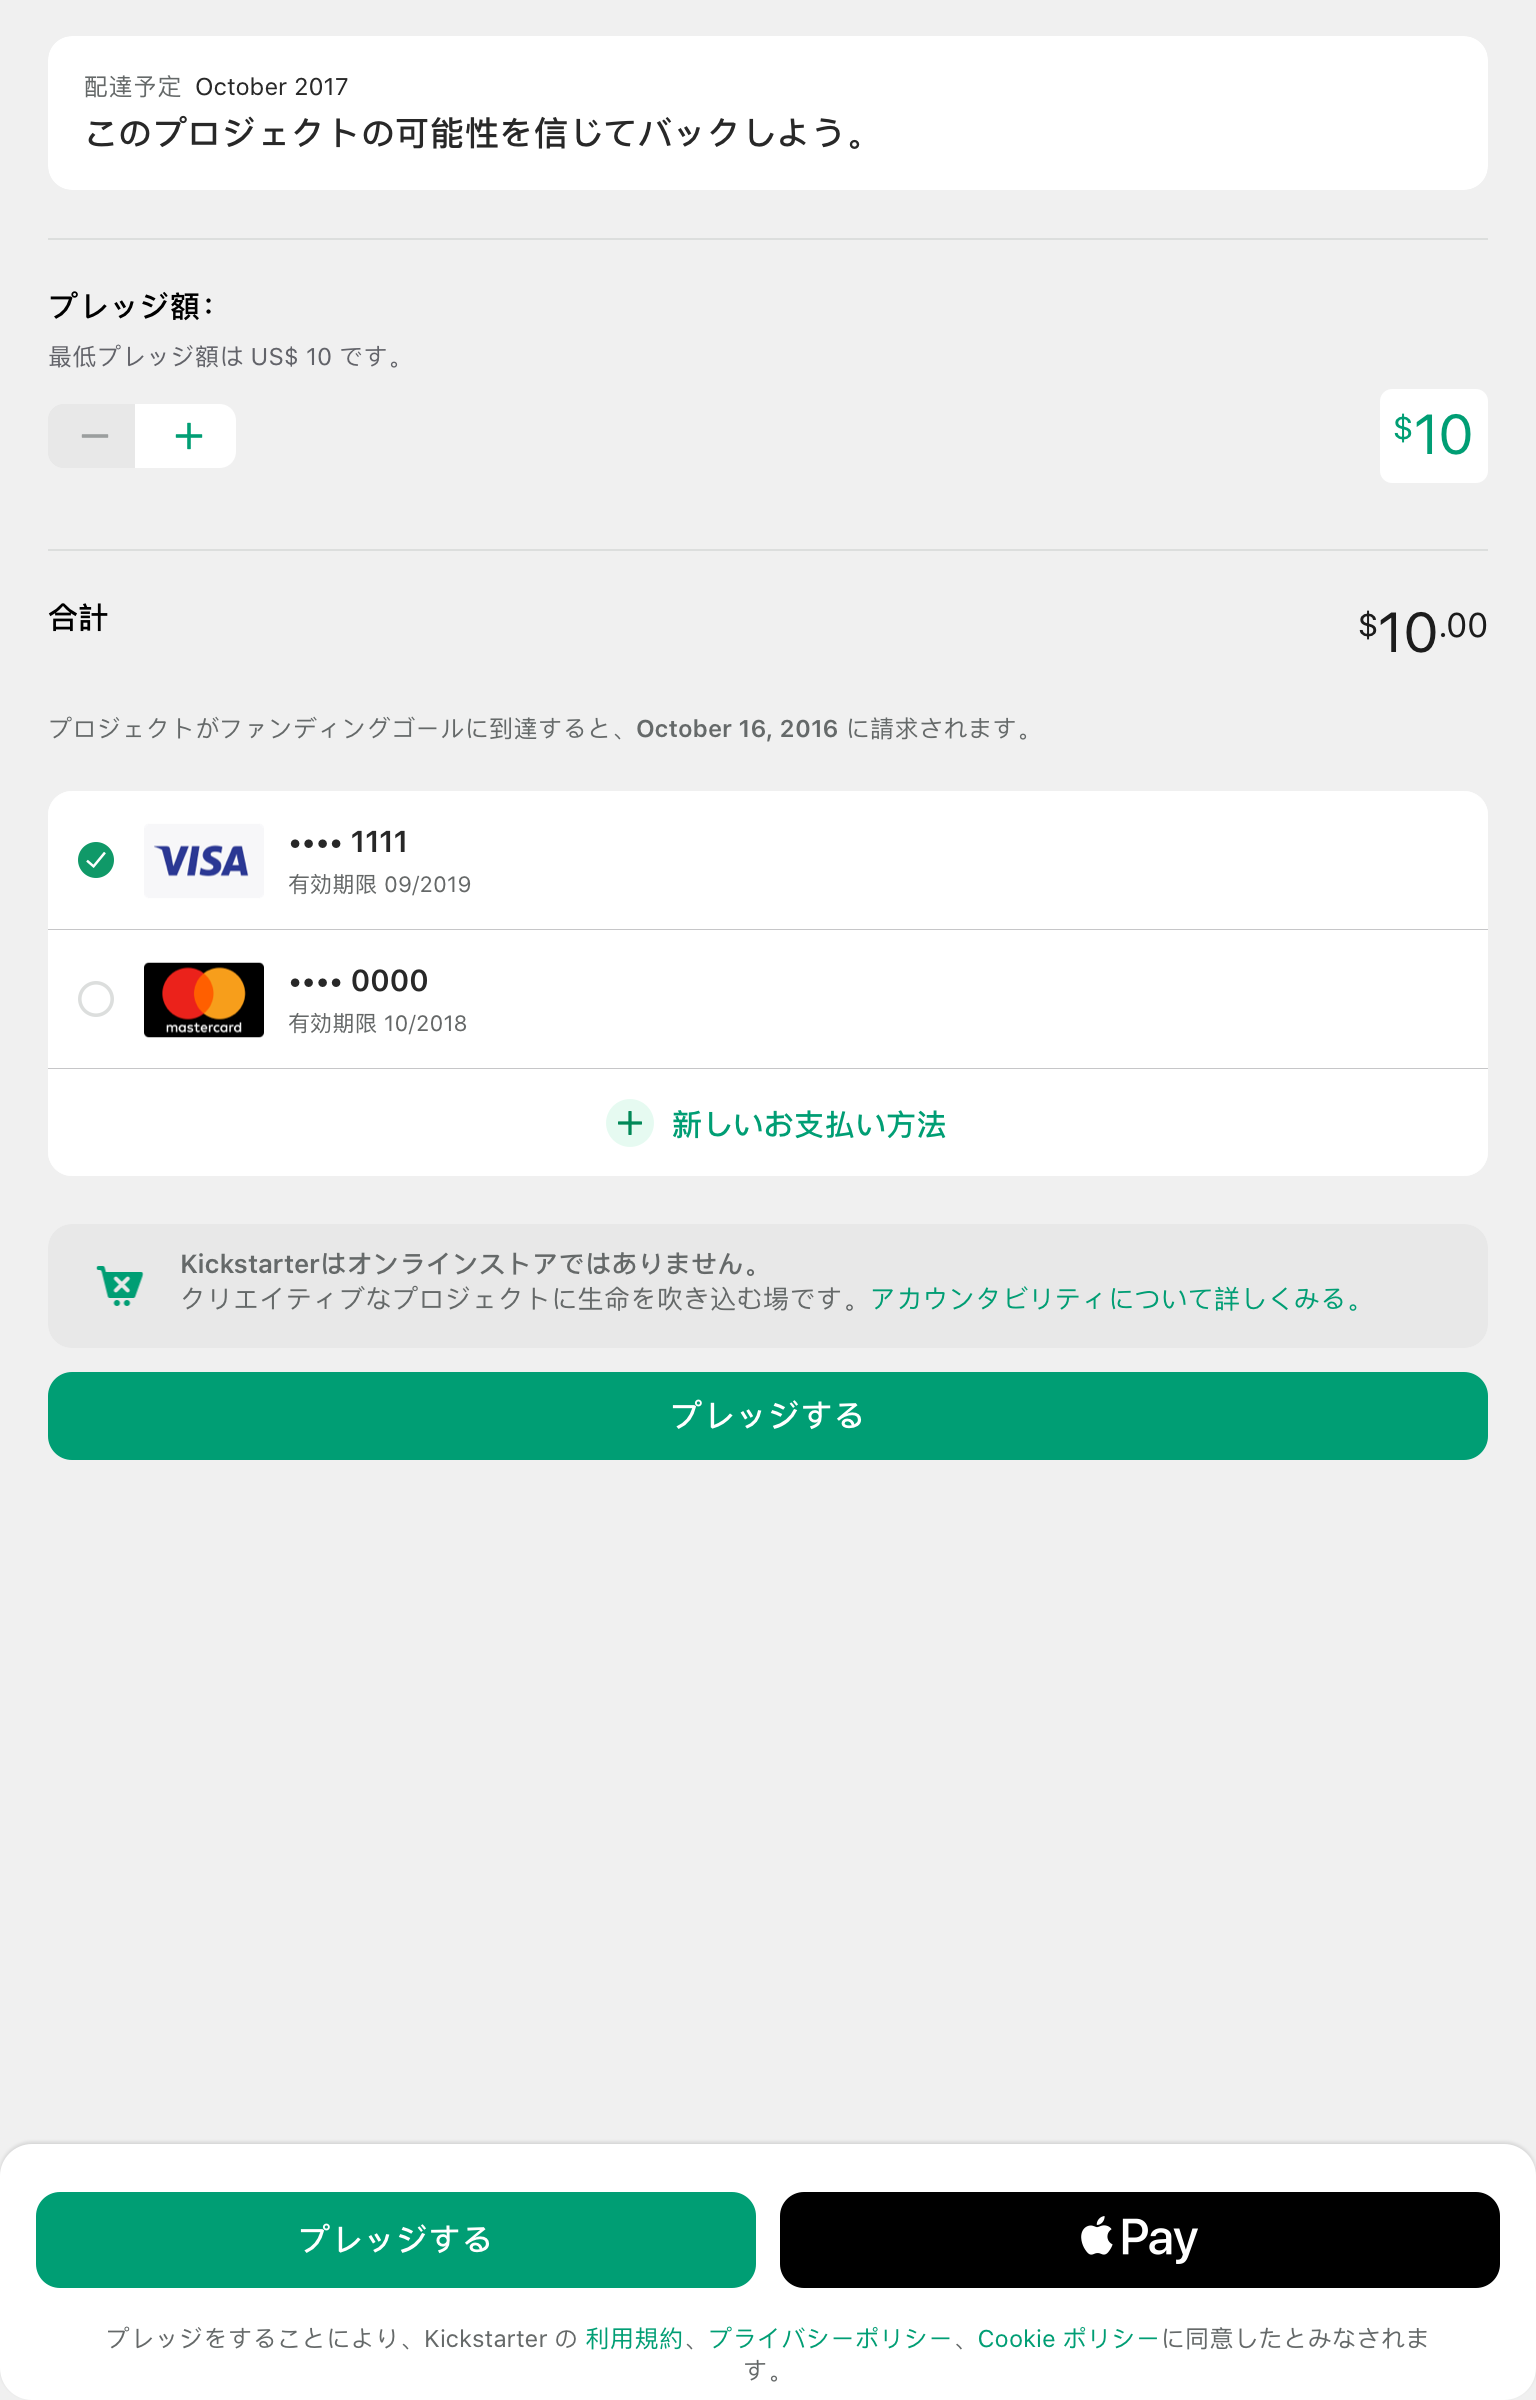 配達予定 October 2017
このプロジェクトの可能性を信じてバックしよう。
プレッジ額：
最低プレッジ額は US$ 10 です。
$10
合計
$10.00
プロジェクトがファンディングゴールに到達すると、October 16, 2016 に請求されます。
VISA
•••• 1111
有効期限 09/2019
mastercard
•••• 0000
有効期限 10/2018
新しいお支払い方法
Kickstarterはオンラインストアではありません。
クリエイティブなプロジェクトに生命を吹き込む場です。アカウンタビリティについて詳しくみる。
プレッジする
プレッジする
Pay
プレッジをすることにより、Kickstarter の 利用規約、プライバシーポリシー、Cookie ポリシーに同意したとみなされま
す。